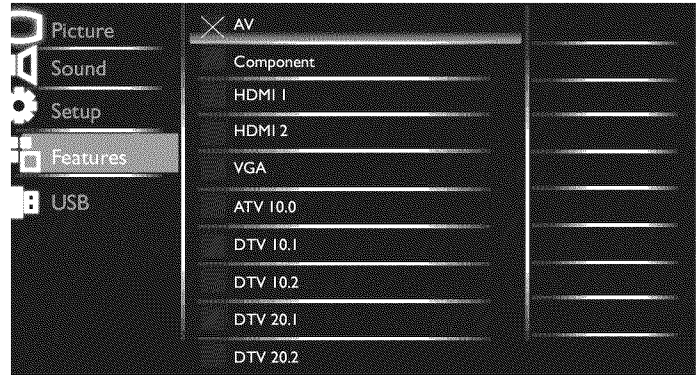 Picture
Sound
Setup
Features
USB
AV
Component
HDMI 1
HDMI 2
VGA
ATV 10.0
DTV 10.1
DTV 10.2
DTV 20.1
DTV 20.2